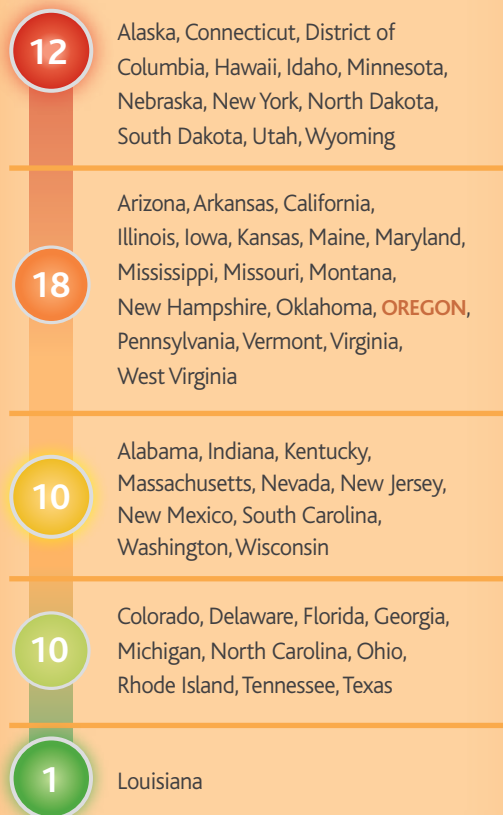 12
Alaska, Connecticut, District of
Columbia, Hawaii, Idaho, Minnesota,
Nebraska, New York, North Dakota,
South Dakota, Utah, Wyoming
18
Arizona, Arkansas, California,
Illinois, Iowa, Kansas, Maine, Maryland,
Mississippi, Missouri, Montana,
New Hampshire, Oklahoma, OREGON,
Pennsylvania, Vermont, Virginia,
West Virginia
10
Alabama, Indiana, Kentucky,
Massachusetts, Nevada, New Jersey,
New Mexico, South Carolina,
Washington, Wisconsin
10
Colorado, Delaware, Florida, Georgia,
Michigan, North Carolina, Ohio,
Rhode Island, Tennessee, Texas
1
Louisiana